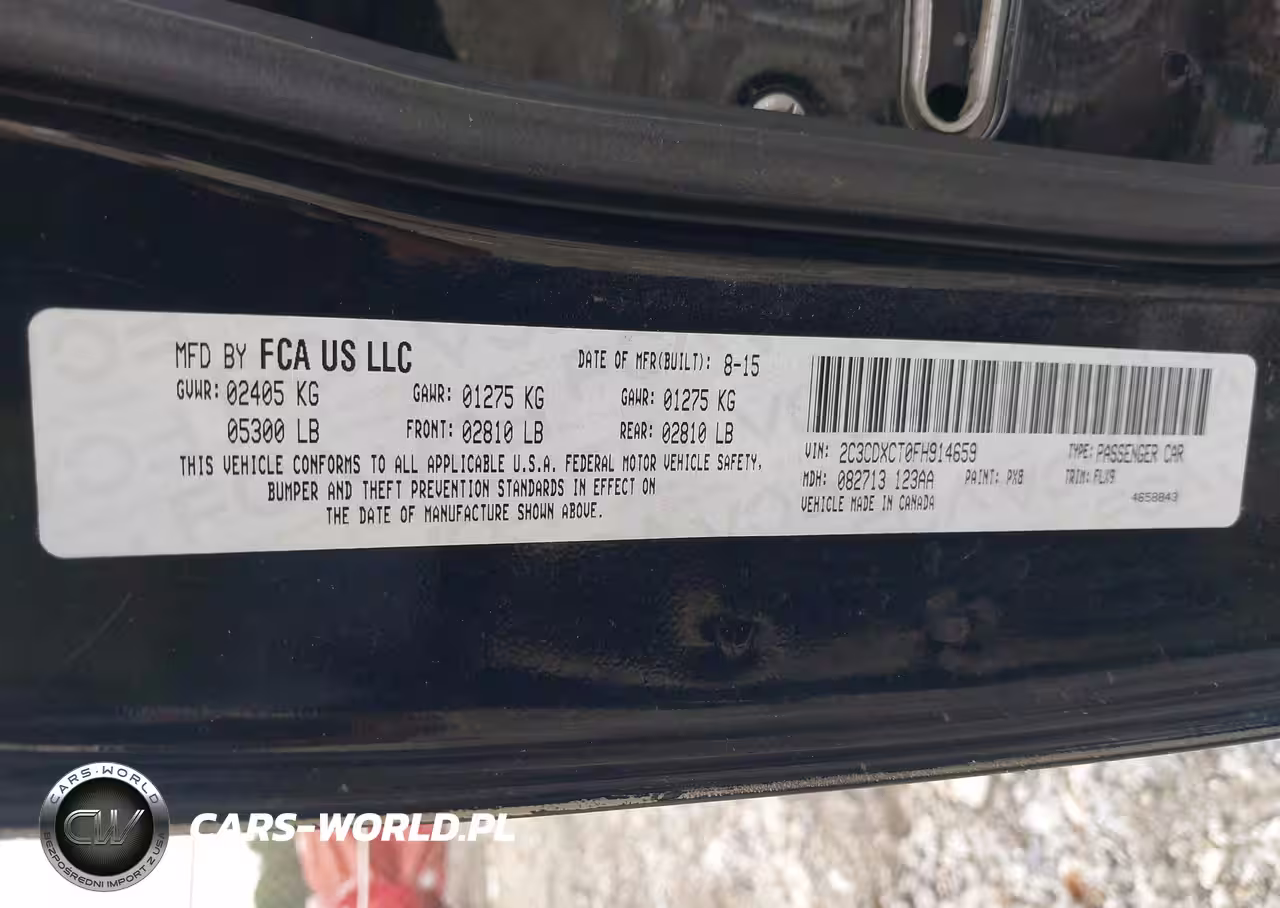 MFD BY FCA US LLC DATE OF MFR(BUILT): 8-15
GVWR: 02405 KG GAWR: 01275 KG GAWR: 01275 KG
05300 LB FRONT: 02810 LB REAR: 02810 LB
THIS VEHICLE CONFORMS TO ALL APPLICABLE U.S.A. FEDERAL MOTOR VEHICLE SAFETY,
BUMPER AND THEFT PREVENTION STANDARDS IN EFFECT ON
THE DATE OF MANUFACTURE SHOWN ABOVE.
VIN: 2C3CDXCT0FH914659 TYPE: PASSENGER CAR
MDH: 082713 123AA PAINT: PX8 TRIM: FLX9
VEHICLE MADE IN CANADA 4658843
CARS-WORLD
CW
BEZPOŚREDNI IMPORT Z USA
CARS-WORLD.PL